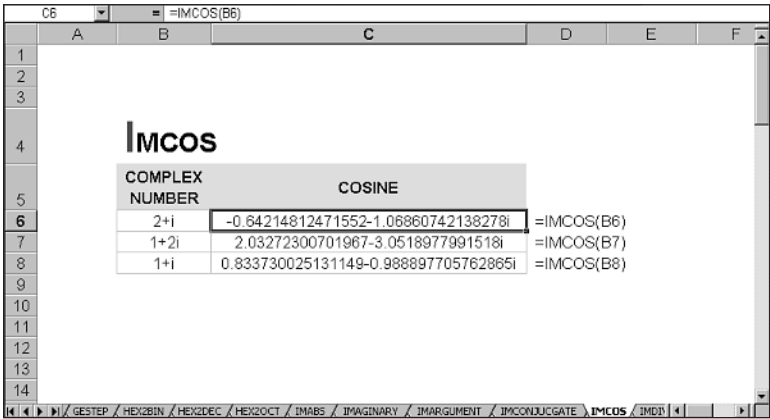 C6 = =IMCOS(B6)
A B C D E F
1
2
3
4 IMCOS
5 COMPLEX NUMBER COSINE
6 2+i -0.64214812471552-1.06860742138278i =IMCOS(B6)
7 1+2i 2.03272300701967-3.0518977991518i =IMCOS(B7)
8 1+i 0.833730025131149-0.988897705762865i =IMCOS(B8)
9
10
11
12
13
14
GESTEP / HEX2BIN / HEX2DEC / HEX2OCT / IMABS / IMAGINARY / IMARGUMENT / IMCONJUCGATE \ IMCOS / IMDI